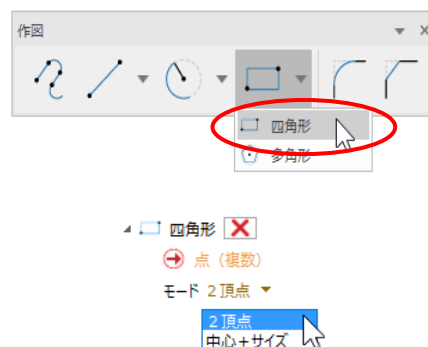 作図
四角形
多角形
四角形
点（複数）
モード 2頂点
2頂点
中心+サイズ